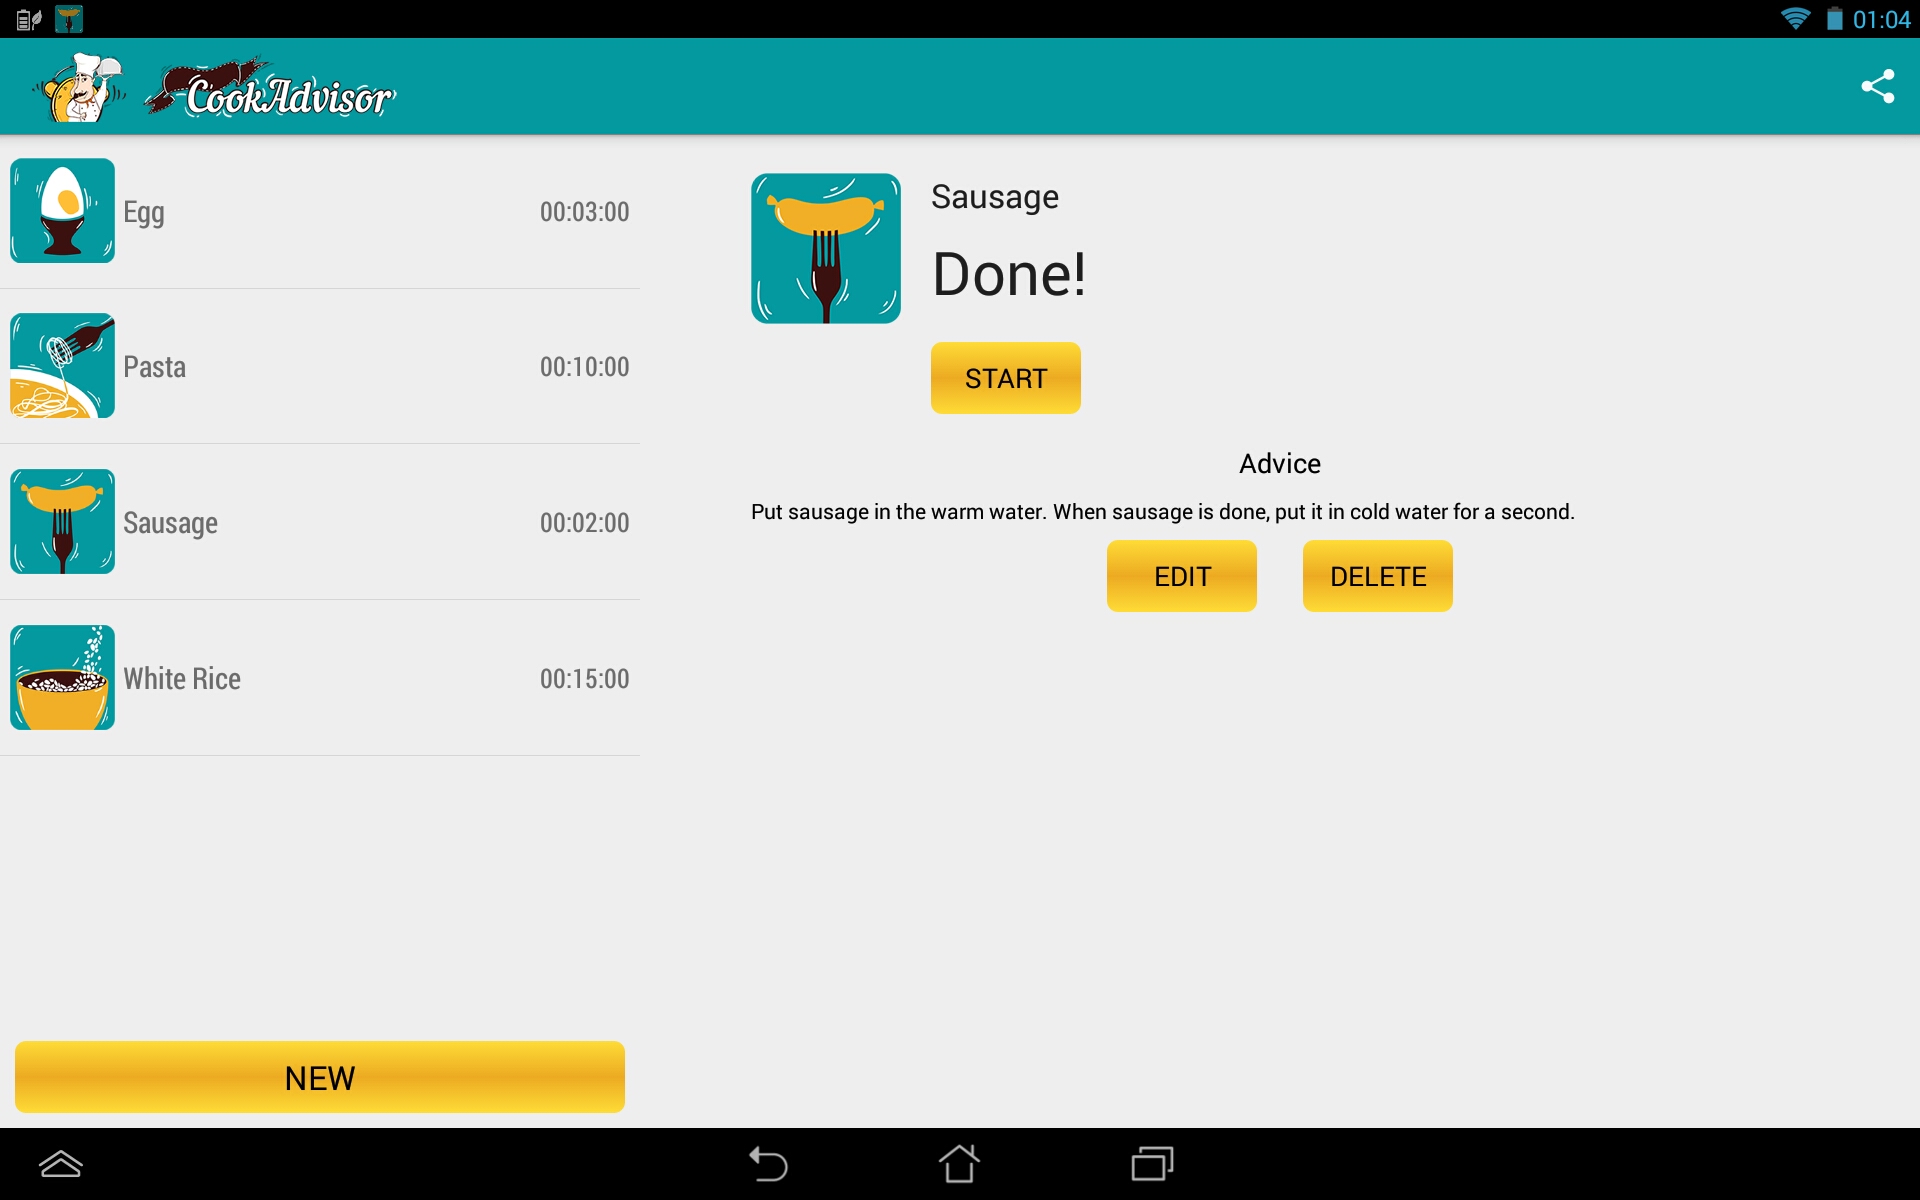 01:04
CookAdvisor
Egg
00:03:00
Pasta
00:10:00
Sausage
00:02:00
White Rice
00:15:00
NEW
Sausage
Done!
START
Advice
Put sausage in the warm water. When sausage is done, put it in cold water for a second.
EDIT
DELETE